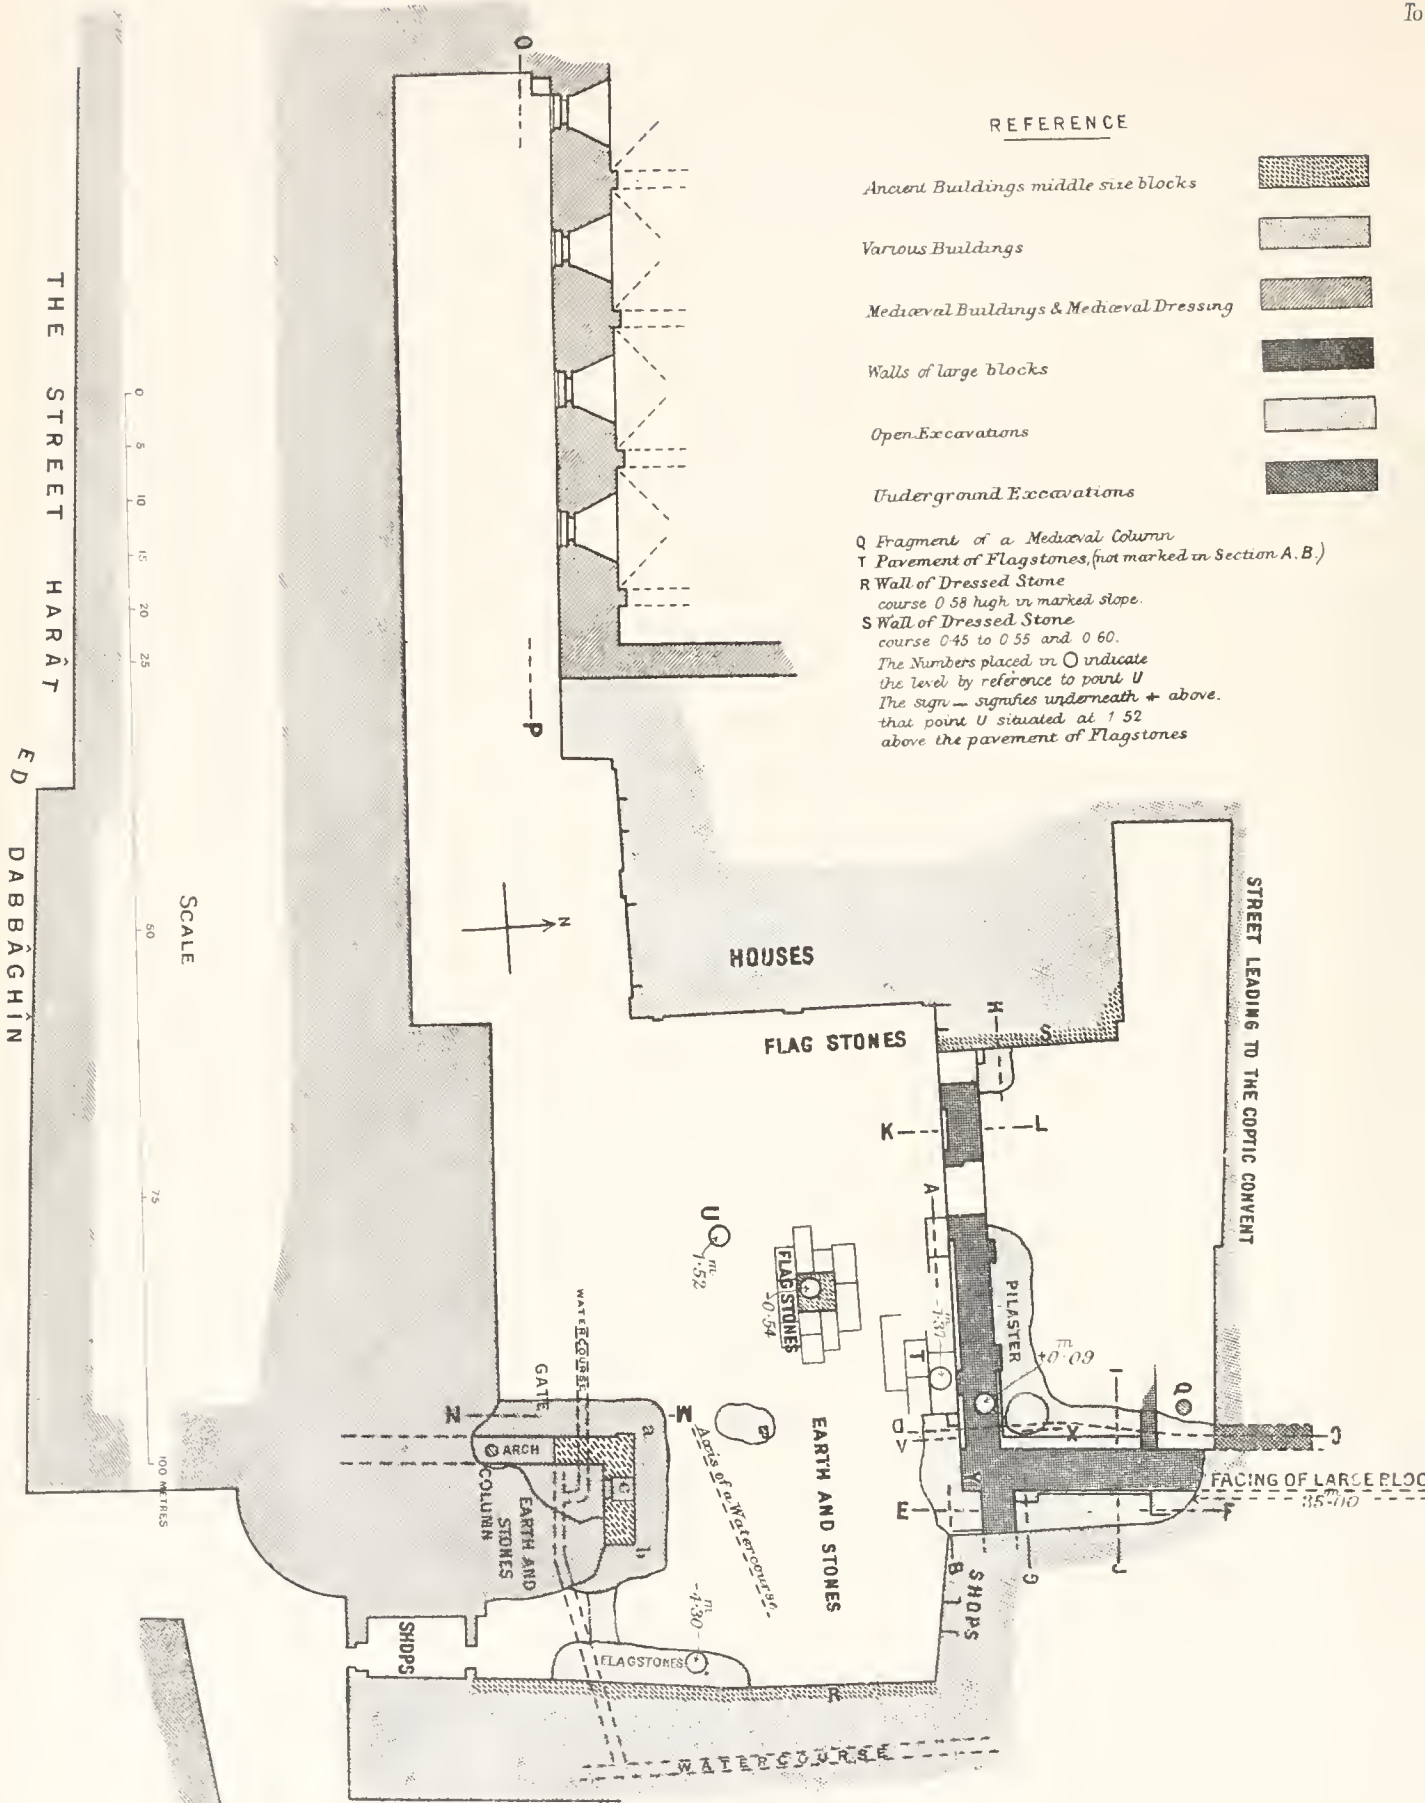 To
REFERENCE
Ancient Buildings middle size blocks
Various Buildings
Mediæval Buildings & Mediæval Dressing
Walls of large blocks
Open Excavations
Underground Excavations
Q Fragment of a Mediæval Column
T Pavement of Flagstones, (not marked in Section A.B.)
R Wall of Dressed Stone
course 0 58 high in marked slope.
S Wall of Dressed Stone
course 0 45 to 0 55 and 0 60.
The Numbers placed in O indicate
the level by reference to point U
The sign — signifies underneath + above.
that point U situated at 1 52
above the pavement of Flagstones
O
P
THE STREET HARÂT
ED DABBÂGHÎN
SCALE
0
5
10
15
20
25
50
75
100 METRES
N
HOUSES
FLAG STONES
STREET LEADING TO THE COPTIC CONVENT
H
S
K
L
A
U
1·52 m
FLAG STONES
-0·54
T
PILASTER
m
+0·09
I
Q
D
V
X
Y
C
FACING OF LARGE BLOC
m
35·00
E
F
B
G
J
SHOPS
WATERCOURSE
GATE
N
M
a
ARCH
c
b
COLUMN
EARTH AND
STONES
Axis of a Watercourse
EARTH AND STONES
m
-4·30
FLAGSTONES
SHOPS
R
WATERCOURSE